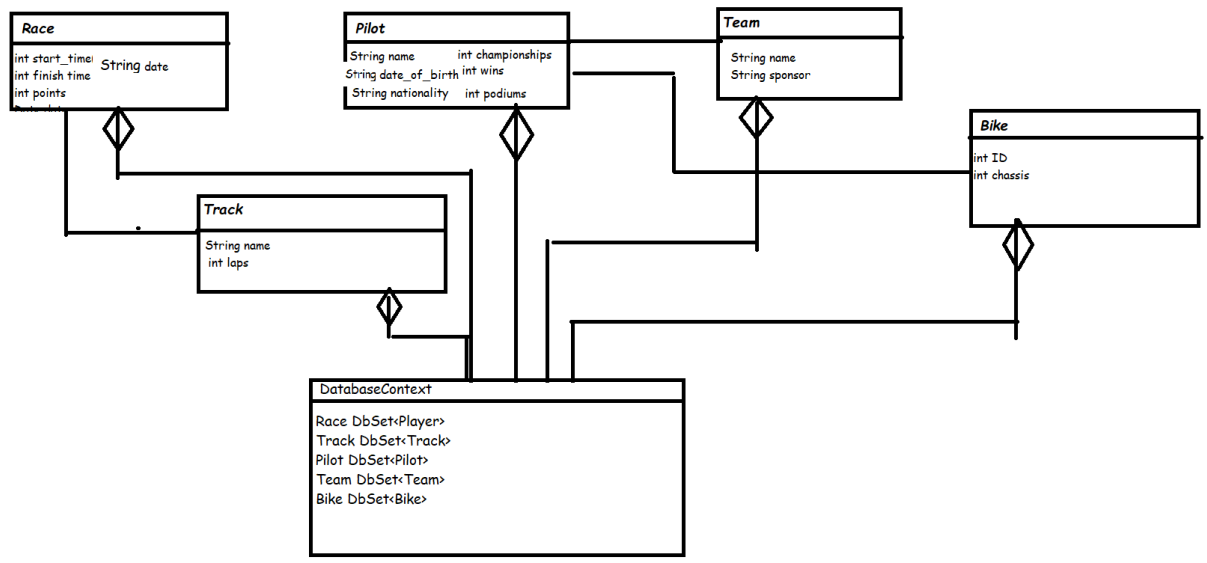 Race
int start_time
String date
int finish time
int points
Pilot
String name
int championships
String date_of_birth
int wins
String nationality
int podiums
Team
String name
String sponsor
Bike
int ID
int chassis
Track
String name
int laps
DatabaseContext
Race DbSet<Player>
Track DbSet<Track>
Pilot DbSet<Pilot>
Team DbSet<Team>
Bike DbSet<Bike>